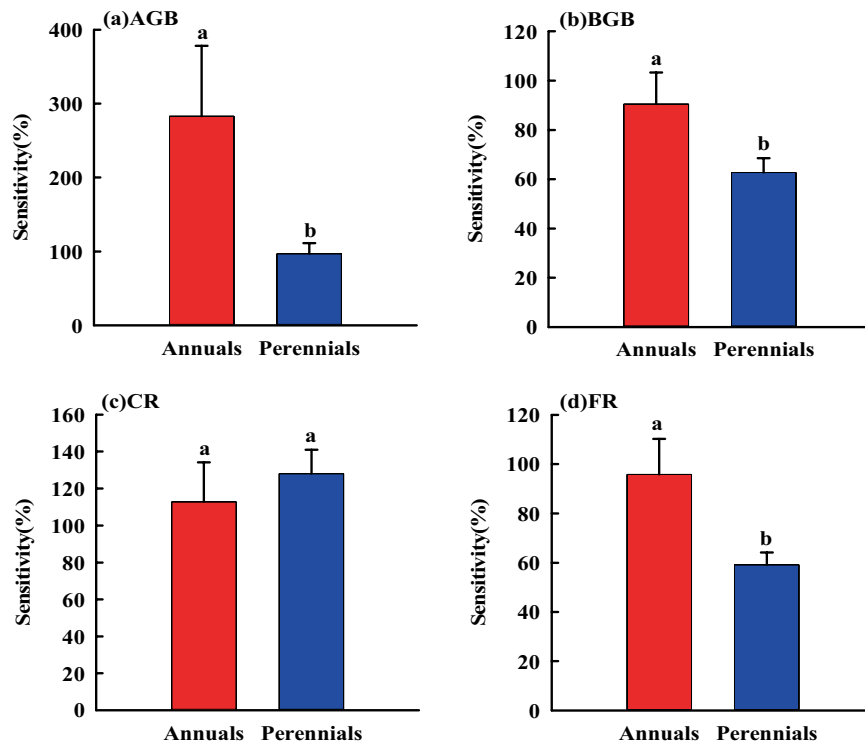 (a)AGB
a
b
400
300
200
100
0
Sensitivity(%)
Annuals Perennials
(b)BGB
a
b
120
100
80
60
40
20
0
Sensitivity(%)
Annuals Perennials
(c)CR
a
a
160
140
120
100
80
60
40
20
0
Sensitivity(%)
Annuals Perennials
(d)FR
a
b
120
100
80
60
40
20
0
Sensitivity(%)
Annuals Perennials